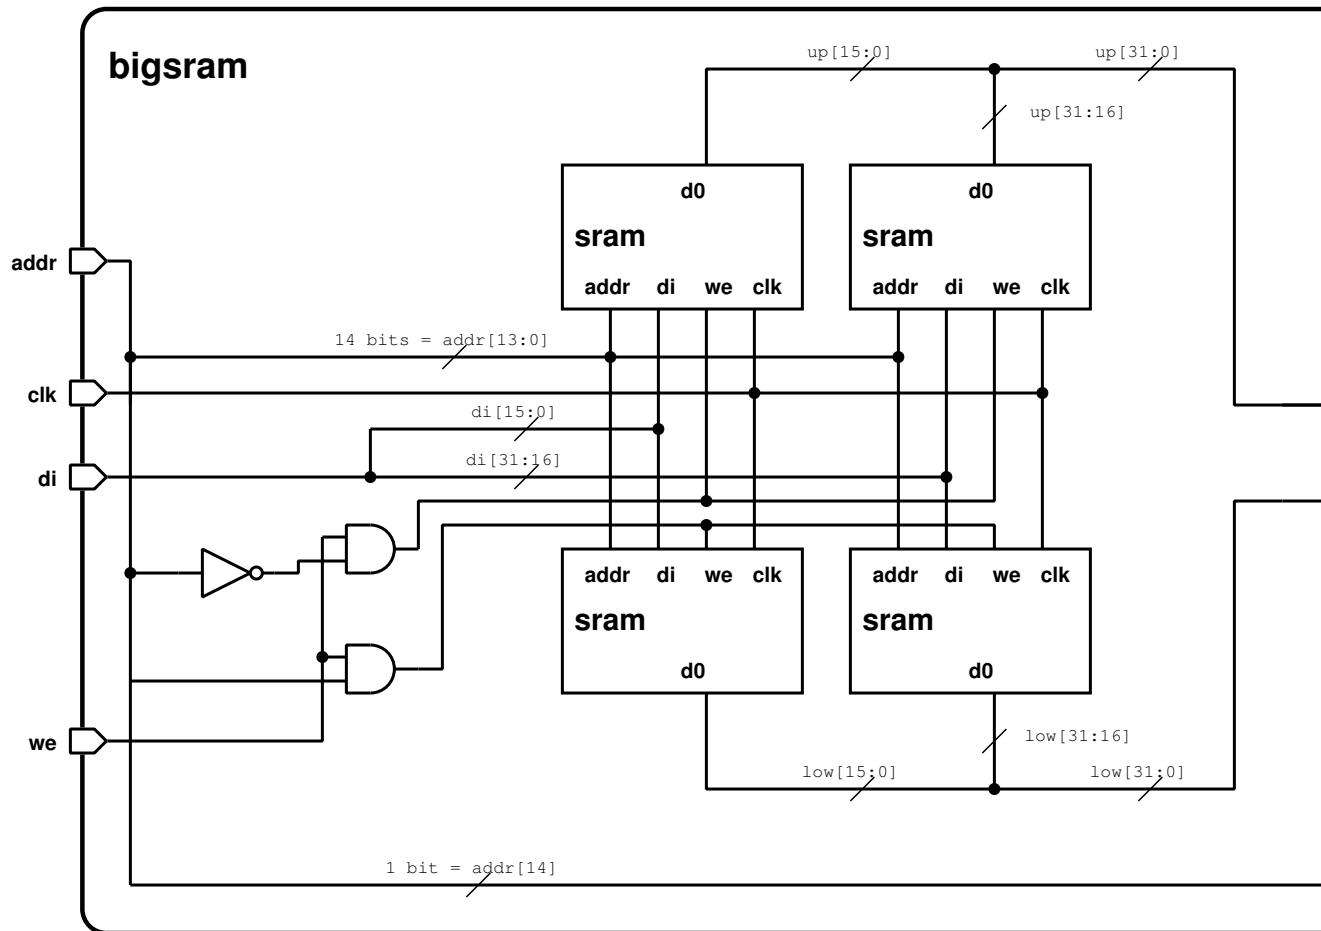 up[15:0]
up[31:0]
bigsram
up[31:16]
d0
d0
sram
sram
addr
addr di we clk
addr di we clk
14 bits = addr[13:0]
clk
di[15:0]
di[31:16]
di
addr di we clk
addr di we clk
sram
sram
d0
d0
we
low[31:16]
low[15:0]
low[31:0]
1 bit = addr[14]